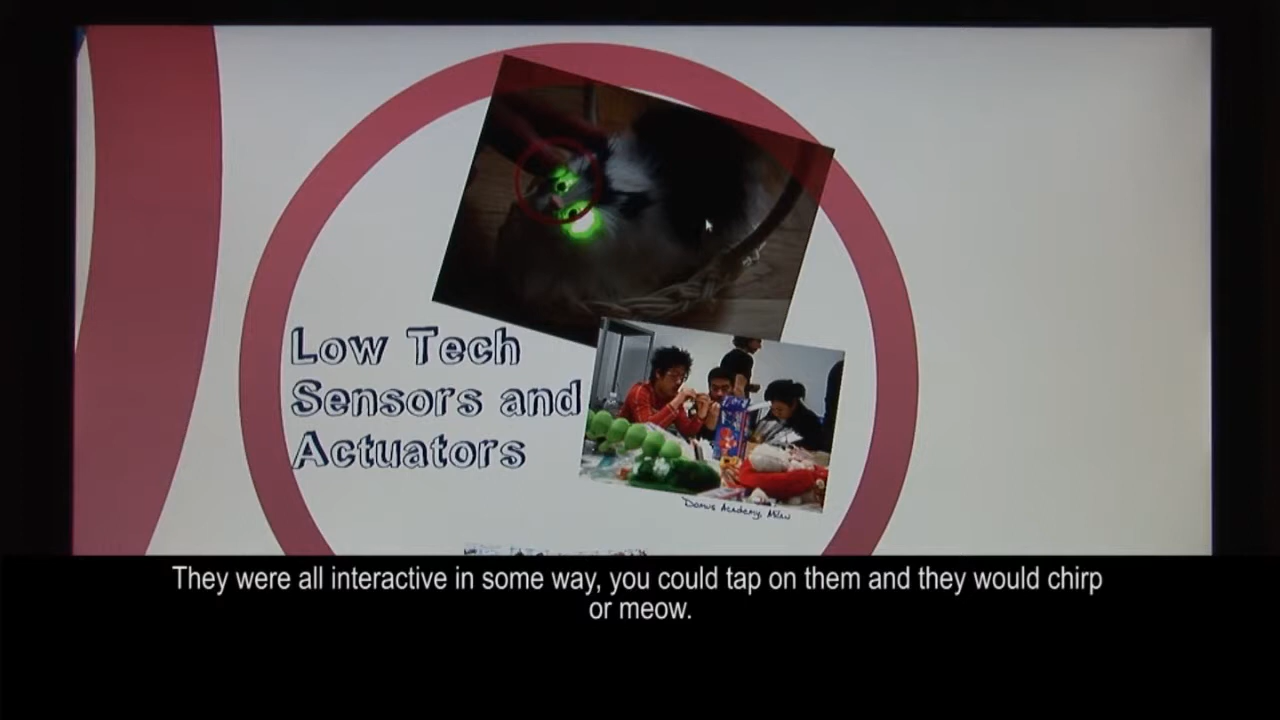 Low Tech
Sensors and
Actuators
Domus Academy, Milan
They were all interactive in some way, you could tap on them and they would chirp
or meow.